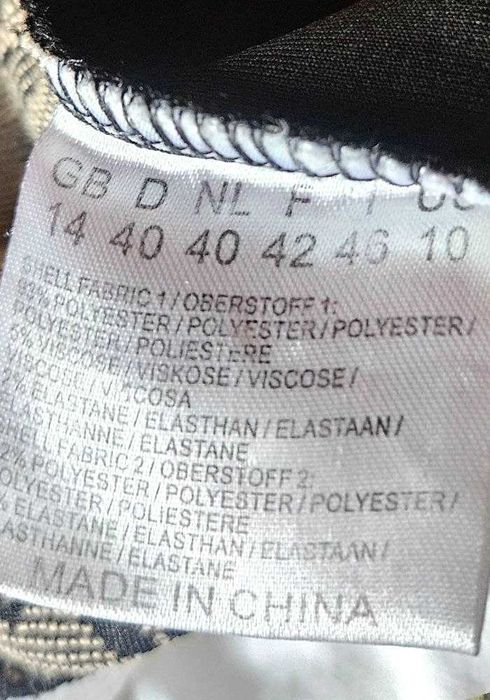 GB D NL F I US
14 40 40 42 46 10
SHELL FABRIC 1/OBERSTOFF 1:
POLYESTER/POLYESTER/POLYESTER/
POLYESTER/POLIESTERE
VISCOSE/VISKOSE/VISCOSE/
VISCOSE/VISCOSA
ELASTANE/ELASTHAN/ELASTAAN/
ELASTHANNE/ELASTANE
SHELL FABRIC 2/OBERSTOFF 2:
POLYESTER/POLYESTER/POLYESTER/
POLYESTER/POLIESTERE
% ELASTANE/ELASTHAN/ELASTAAN/
ELASTHANNE/ELASTANE
MADE IN CHINA